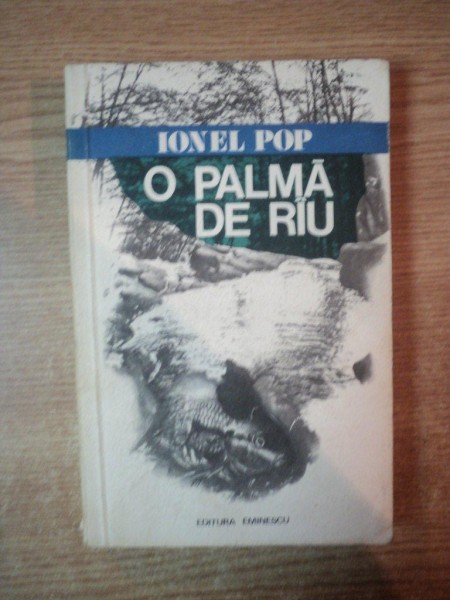 IONEL POP
O PALMĂ
DE RÎU
EDITURA EMINESCU